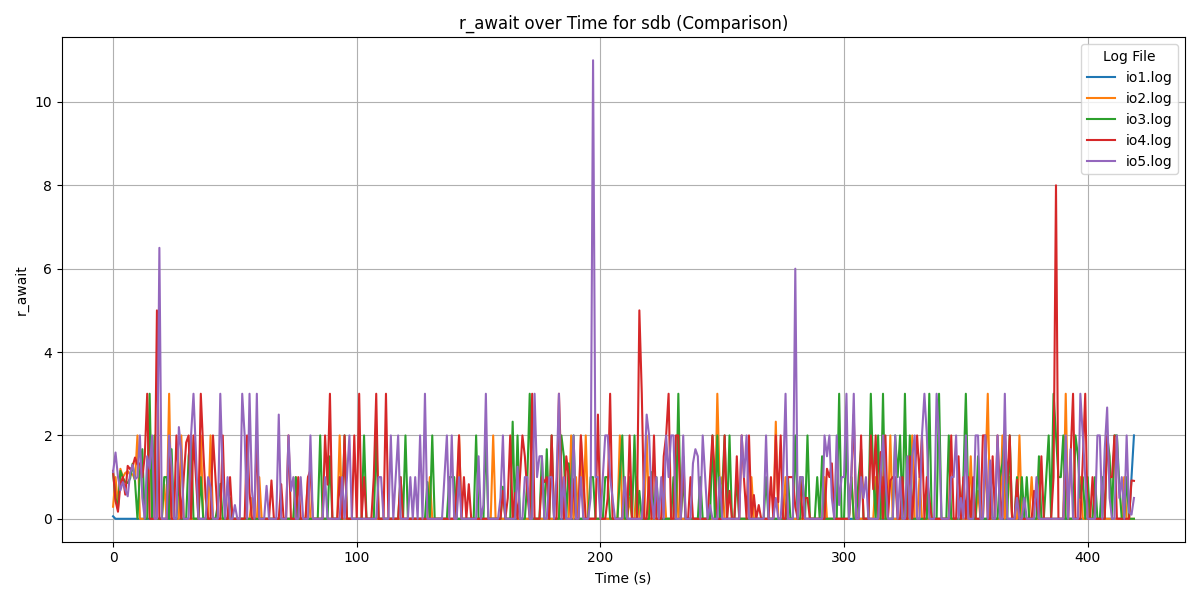 r_await over Time for sdb (Comparison)
Log File
io1.log
io2.log
io3.log
io4.log
io5.log
r_await
10
8
6
4
2
0
0 100 200 300 400
Time (s)